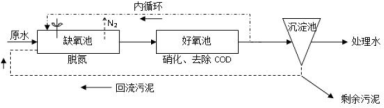 内循环
N₂
原水
缺氧池
好氧池
沉淀池
处理水
脱氮
硝化、去除 COD
回流污泥
剩余污泥